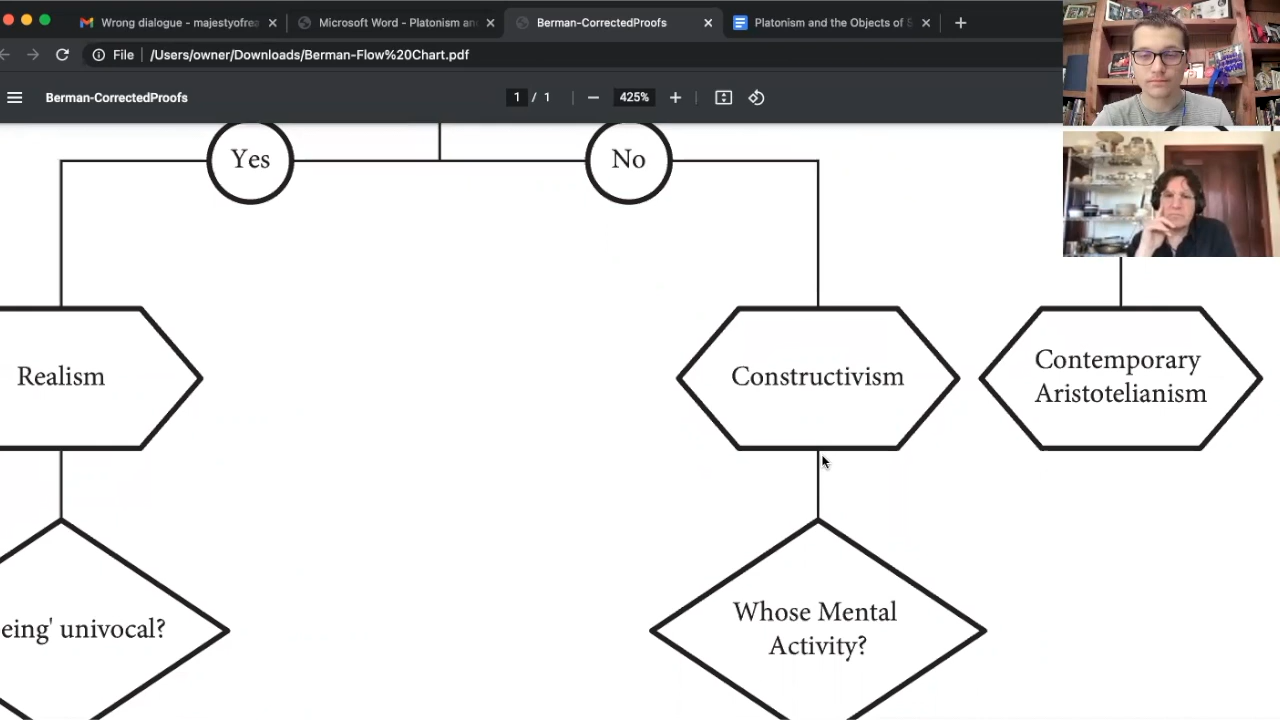 Wrong dialogue - majestyofrea
Microsoft Word - Platonism an
Berman-CorrectedProofs
Platonism and the Objects of S
File
/Users/owner/Downloads/Berman-Flow%20Chart.pdf
Berman-CorrectedProofs
1 / 1
425%
Yes
No
Realism
Constructivism
Contemporary
Aristotelianism
eing' univocal?
Whose Mental
Activity?